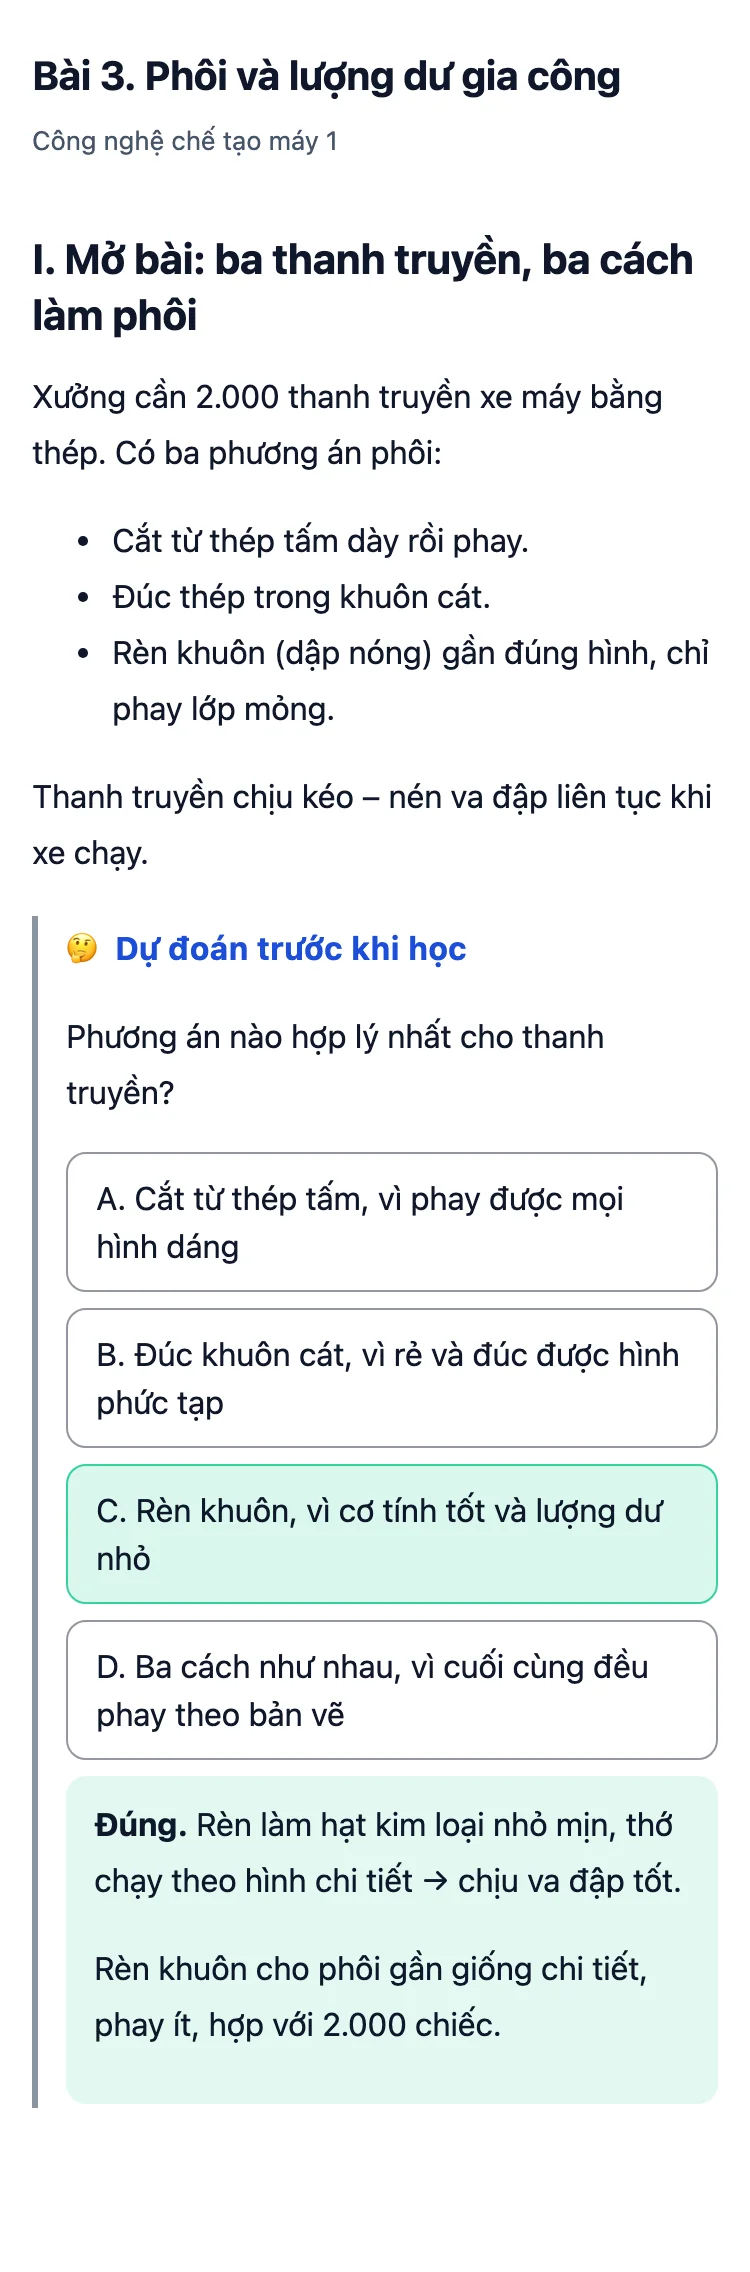 Bài 3. Phôi và lượng dư gia công
Công nghệ chế tạo máy 1
I. Mở bài: ba thanh truyền, ba cách
làm phôi
Xưởng cần 2.000 thanh truyền xe máy bằng
thép. Có ba phương án phôi:
• Cắt từ thép tấm dày rồi phay.
• Đúc thép trong khuôn cát.
• Rèn khuôn (dập nóng) gần đúng hình, chỉ
phay lớp mỏng.
Thanh truyền chịu kéo – nén va đập liên tục khi
xe chạy.
🤔 Dự đoán trước khi học
Phương án nào hợp lý nhất cho thanh
truyền?
A. Cắt từ thép tấm, vì phay được mọi
hình dáng
B. Đúc khuôn cát, vì rẻ và đúc được hình
phức tạp
C. Rèn khuôn, vì cơ tính tốt và lượng dư
nhỏ
D. Ba cách như nhau, vì cuối cùng đều
phay theo bản vẽ
Đúng. Rèn làm hạt kim loại nhỏ mịn, thớ
chạy theo hình chi tiết → chịu va đập tốt.
Rèn khuôn cho phôi gần giống chi tiết,
phay ít, hợp với 2.000 chiếc.